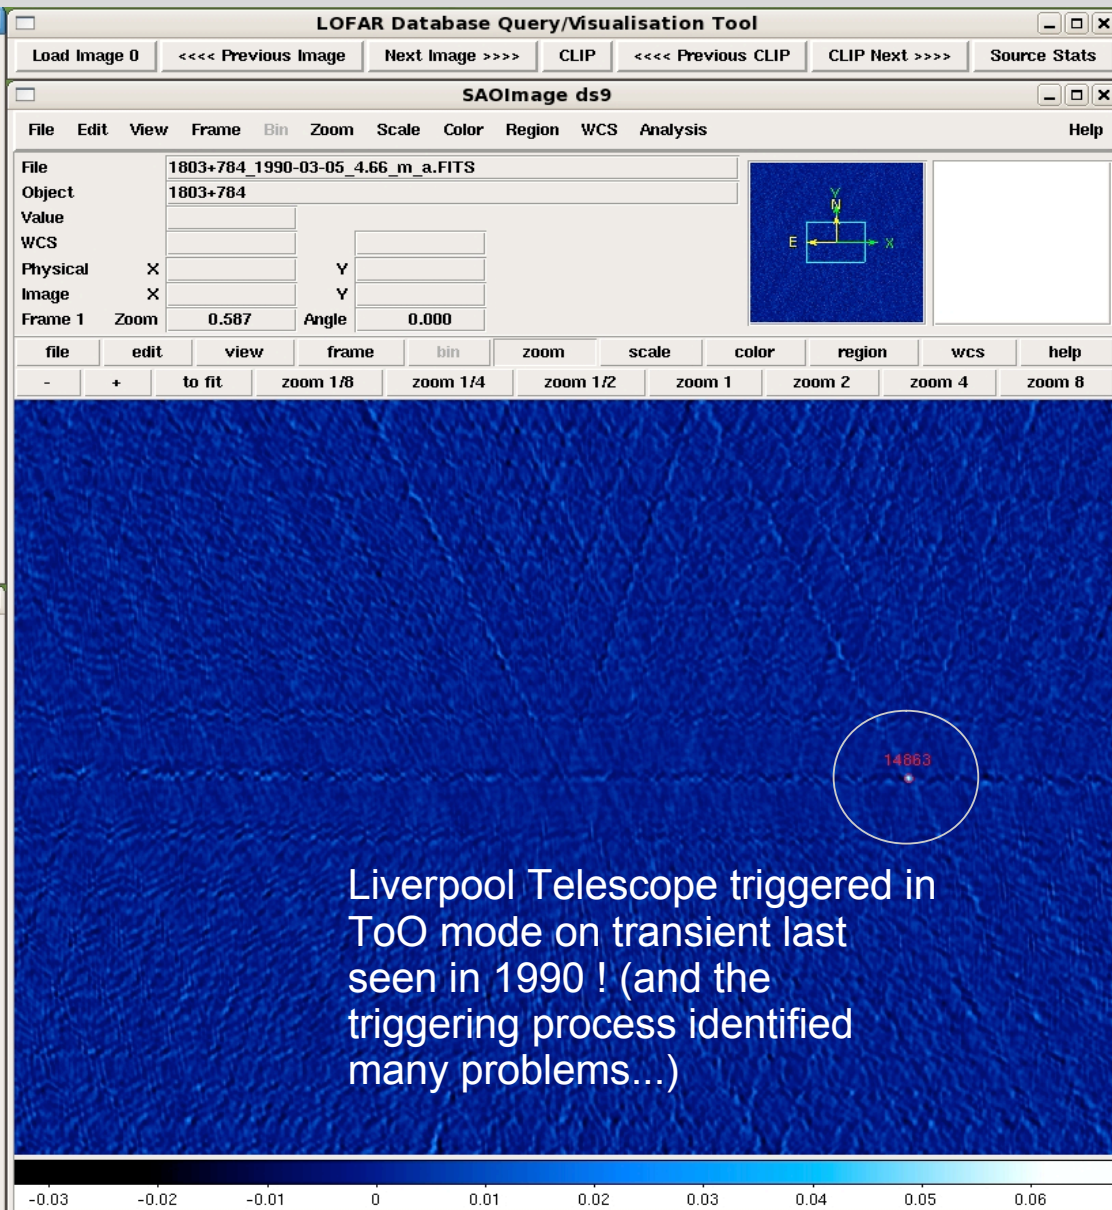 LOFAR Database Query/Visualisation Tool
Load Image 0 <<<< Previous Image Next Image >>>> CLIP <<<< Previous CLIP CLIP Next >>>> Source Stats
SAOImage ds9
File Edit View Frame Bin Zoom Scale Color Region WCS Analysis Help
File 1803+784_1990-03-05_4.66_m_a.FITS
Object 1803+784
Value
WCS
Physical X Y
Image X Y
Frame 1 Zoom 0.587 Angle 0.000
Y
N
E X
file edit view frame bin zoom scale color region wcs help
- + to fit zoom 1/8 zoom 1/4 zoom 1/2 zoom 1 zoom 2 zoom 4 zoom 8
14863
Liverpool Telescope triggered in
ToO mode on transient last
seen in 1990 ! (and the
triggering process identified
many problems...)
-0.03 -0.02 -0.01 0 0.01 0.02 0.03 0.04 0.05 0.06